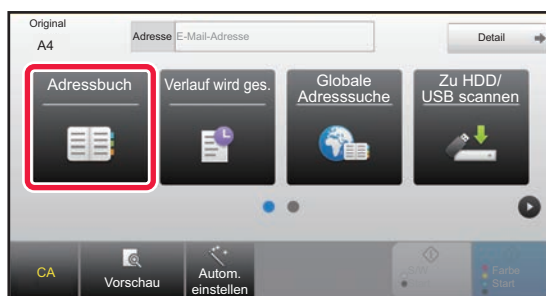 Original
A4
Adresse E-Mail-Adresse
Detail
Adressbuch
Verlauf wird ges.
Globale
Adresssuche
Zu HDD/
USB scannen
CA
Vorschau
Autom.
einstellen
Farbe
Start